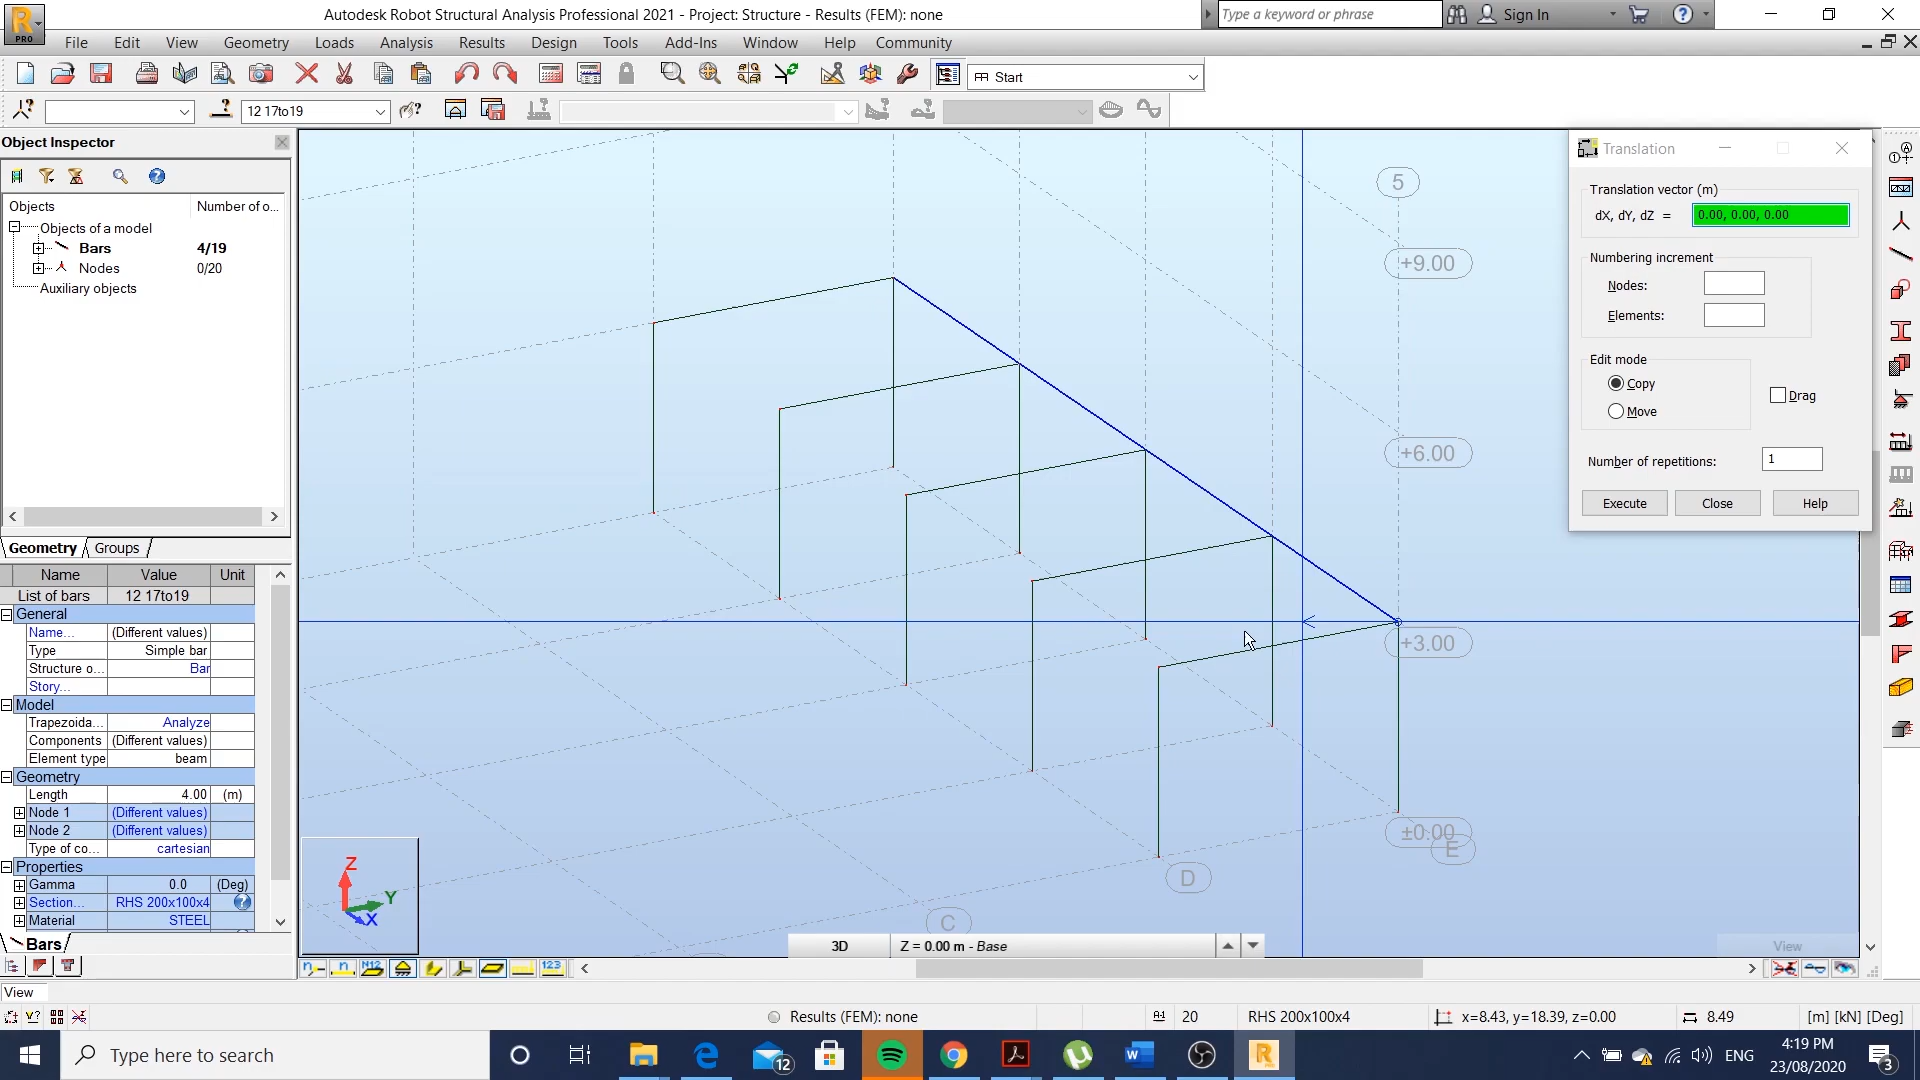 PRO
Autodesk Robot Structural Analysis Professional 2021 - Project: Structure - Results (FEM): none
Type a keyword or phrase
Sign In
File Edit View Geometry Loads Analysis Results Design Tools Add-Ins Window Help Community
Start
12 17to19
Object Inspector
Objects Number of o...
Objects of a model
Bars 4/19
Nodes 0/20
Auxiliary objects
Geometry Groups
Name Value Unit
List of bars 12 17to19
General
Name... (Different values)
Type Simple bar
Structure o... Bar
Story...
Model
Trapezoida... Analyze
Components (Different values)
Element type beam
Geometry
Length 4.00 (m)
Node 1 (Different values)
Node 2 (Different values)
Type of co... cartesian
Properties
Gamma 0.0 (Deg)
Section... RHS 200x100x4
Material STEEL
Bars
5
+9.00
+6.00
+3.00
±0.00
E
D
C
Z
Y
X
3D Z = 0.00 m - Base
View
Translation
Translation vector (m)
dX, dY, dZ = 0.00, 0.00, 0.00
Numbering increment
Nodes:
Elements:
Edit mode
Copy
Move
Drag
Number of repetitions: 1
Execute Close Help
View
Results (FEM): none
20
RHS 200x100x4
x=8.43, y=18.39, z=0.00
8.49
[m] [kN] [Deg]
Type here to search
12
ENG
4:19 PM
23/08/2020
3